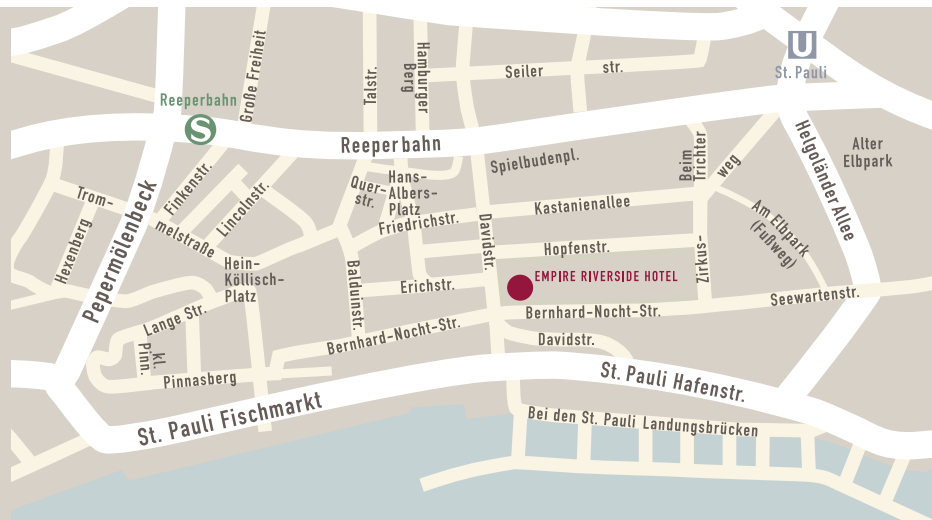 U
St. Pauli
Große Freiheit
Talstr.
Hamburger
Berg
Seiler
str.
Reeperbahn
S
Reeperbahn
Spielbudenpl.
Beim
Trichter
weg
Helgoländer Allee
Alter
Elbpark
Trom-
melstraße
Finkenstr.
Lincolnstr.
Quer-
str.
Hans-
Albers-
Platz
Friedrichstr.
Davidstr.
Kastanienallee
Hopfenstr.
Zirkus-
Am Elbpark
(Fußweg)
Hexenberg
Pepermölenbeck
Hein-
Köllisch-
Platz
Balduinstr.
Erichstr.
EMPIRE RIVERSIDE HOTEL
Seewartenstr.
Bernhard-Nocht-Str.
Lange Str.
kl.
Pinn.
Pinnasberg
Bernhard-Nocht-Str.
Davidstr.
St. Pauli Hafenstr.
St. Pauli Fischmarkt
Bei den St. Pauli Landungsbrücken